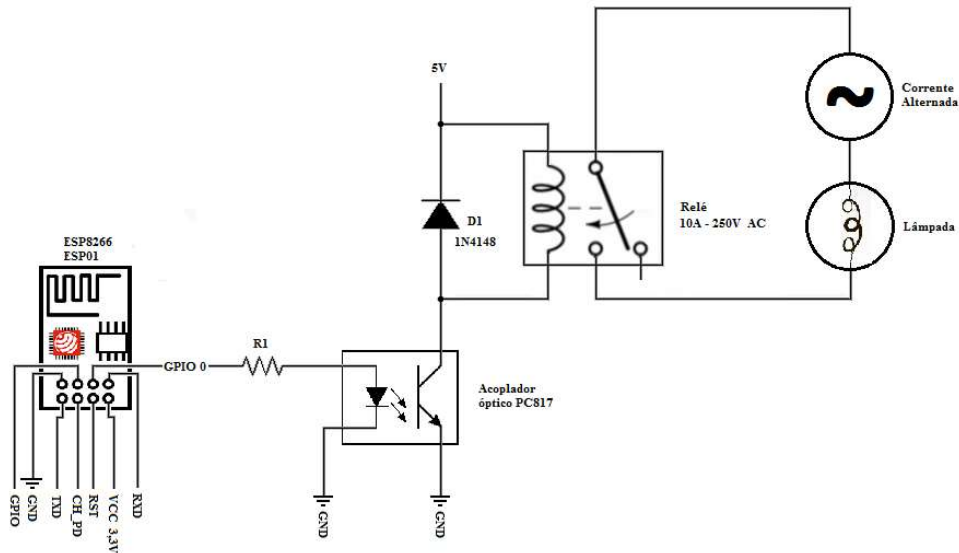 5V
Corrente
Alternada
Relé
10A - 250V AC
Lâmpada
D1
1N4148
ESP8266
ESP01
R1
GPIO 0
Acoplador
óptico PC817
GPIO
GND
TXD
CH_PD
RST
VCC 3,3V
RXD
GND
GND